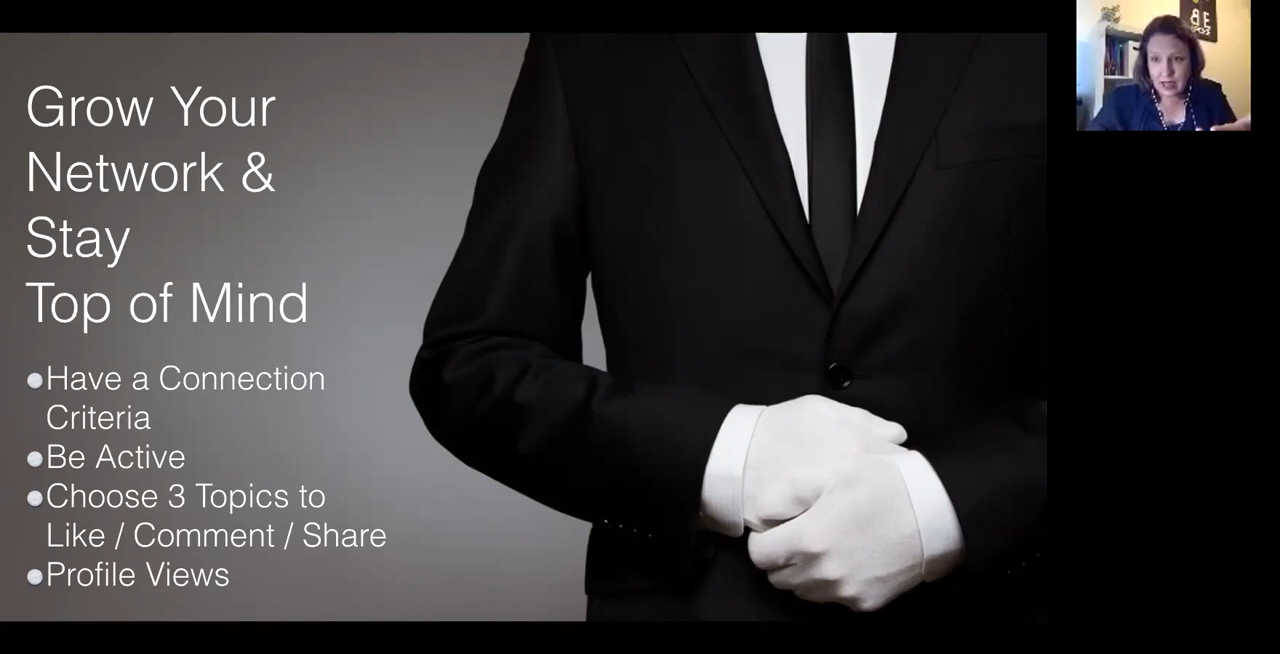 Grow Your
Network &
Stay
Top of Mind
Have a Connection
Criteria
Be Active
Choose 3 Topics to
Like / Comment / Share
Profile Views